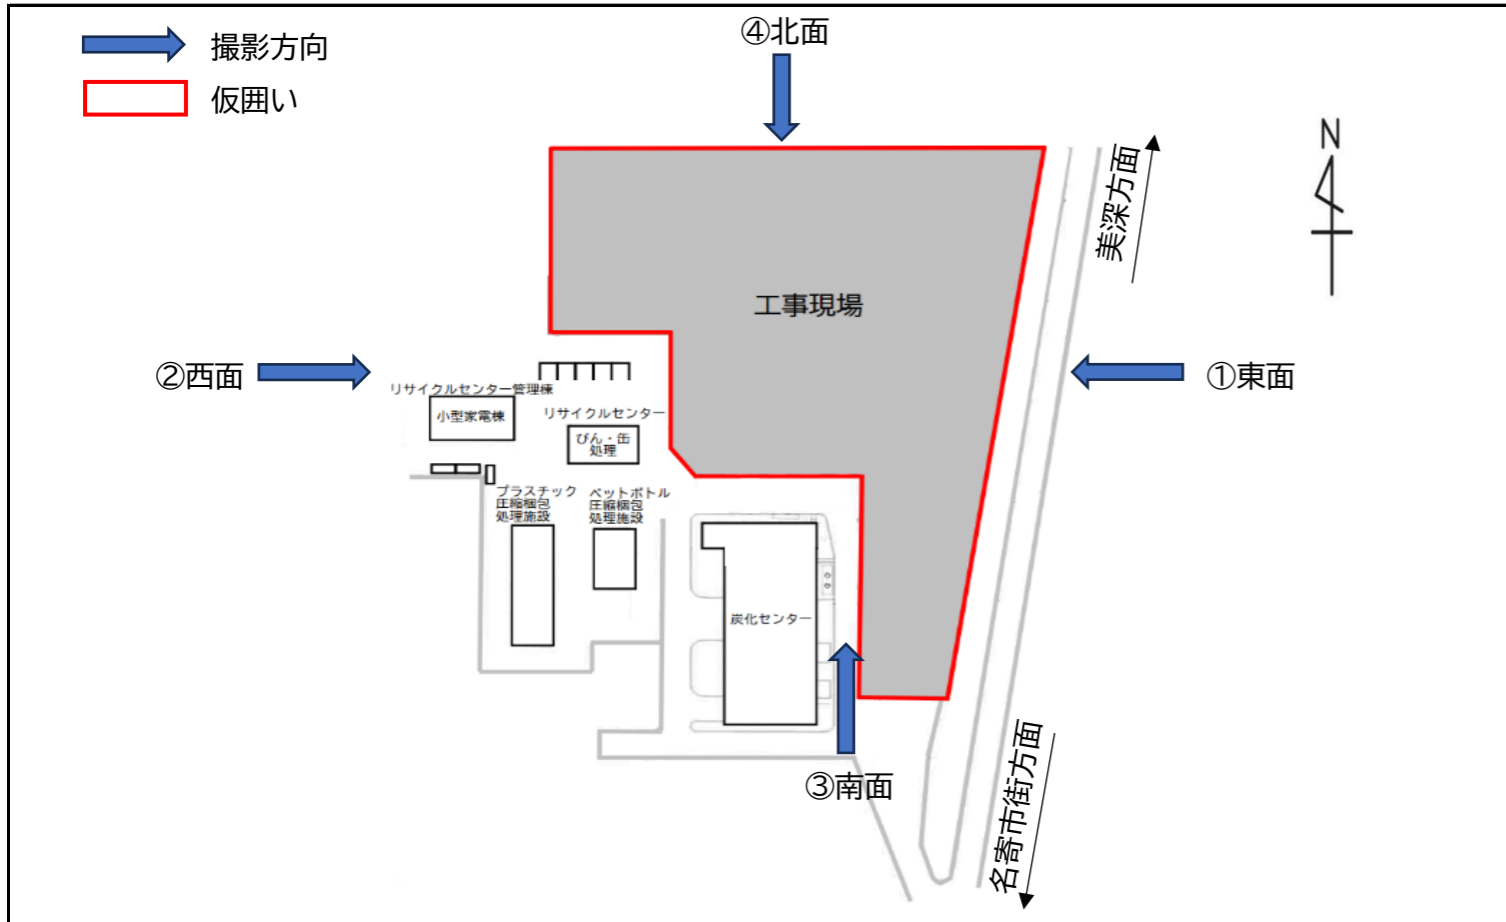 ④北面
撮影方向
仮囲い
N
美深方面
工事現場
②西面
①東面
リサイクルセンター管理棟
小型家電棟
リサイクルセンター
びん・缶
処理
プラスチック
圧縮梱包
処理施設
ペットボトル
圧縮梱包
処理施設
炭化センター
③南面
名寄市街方面